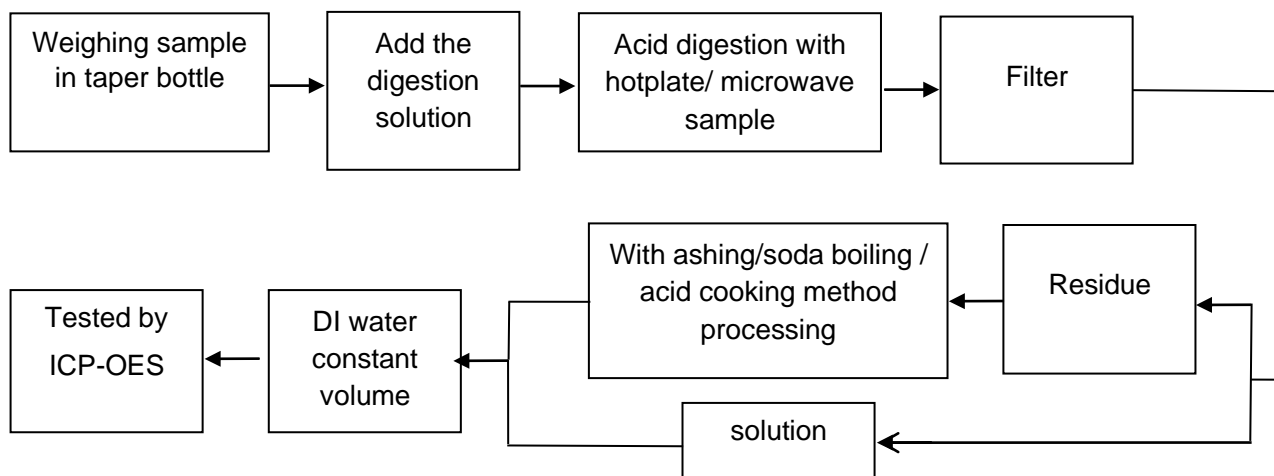 Weighing sample
in taper bottle
Add the
digestion
solution
Acid digestion with
hotplate/ microwave
sample
Filter
Residue
With ashing/soda boiling /
acid cooking method
processing
solution
DI water
constant
volume
Tested by
ICP-OES